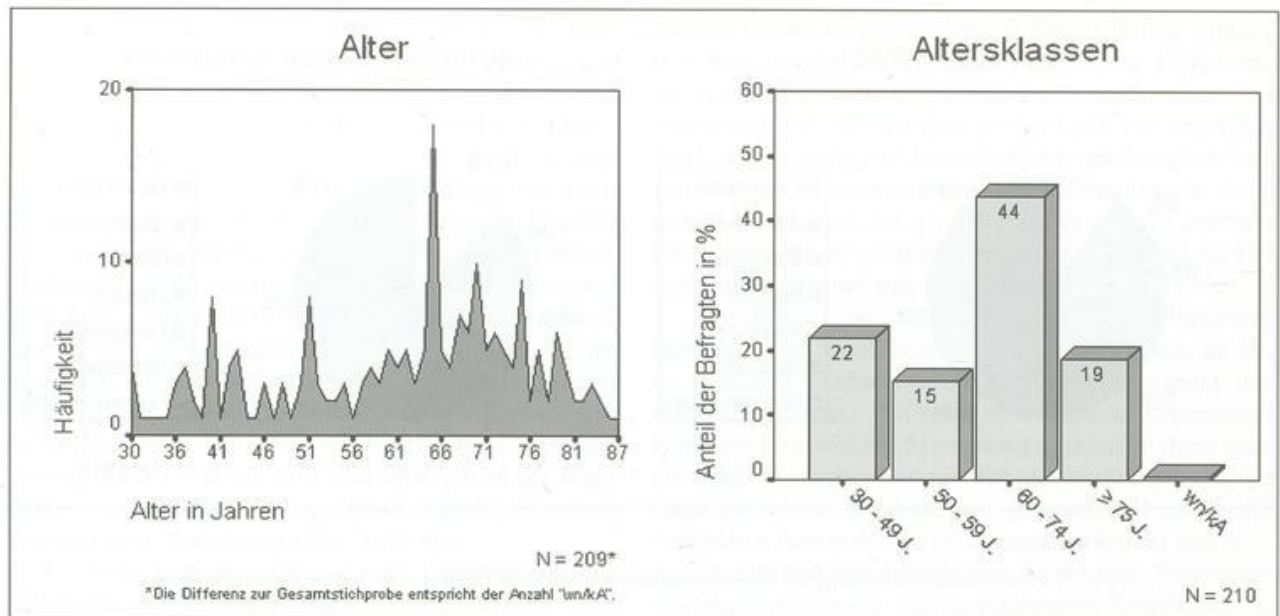 Alter
20
10
0
Häufigkeit
30 36 41 46 51 56 61 66 71 76 81 87
Alter in Jahren
N = 209*
*Die Differenz zur Gesamtstichprobe entspricht der Anzahl "wn/kA".
Altersklassen
60
50
40
30
20
10
0
Anteil der Befragten in %
22
15
44
19
30 - 49 J.
50 - 59 J.
60 - 74 J.
≥ 75 J.
wn/kA
N = 210